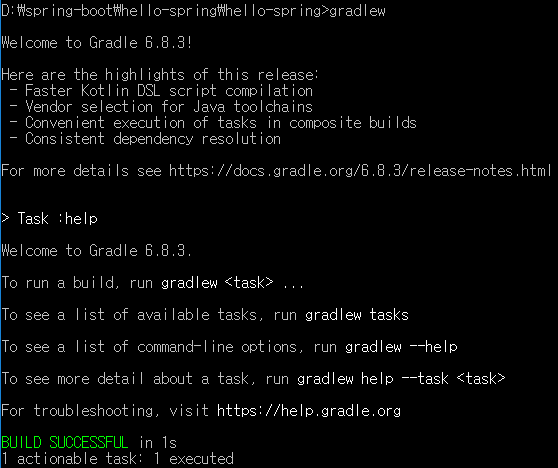 D:₩spring-boot₩hello-spring₩hello-spring>gradlew
Welcome to Gradle 6.8.3!
Here are the highlights of this release:
 - Faster Kotlin DSL script compilation
 - Vendor selection for Java toolchains
 - Convenient execution of tasks in composite builds
 - Consistent dependency resolution
For more details see https://docs.gradle.org/6.8.3/release-notes.html
> Task :help
Welcome to Gradle 6.8.3.
To run a build, run gradlew <task> ...
To see a list of available tasks, run gradlew tasks
To see a list of command-line options, run gradlew --help
To see more detail about a task, run gradlew help --task <task>
For troubleshooting, visit https://help.gradle.org
BUILD SUCCESSFUL in 1s
1 actionable task: 1 executed